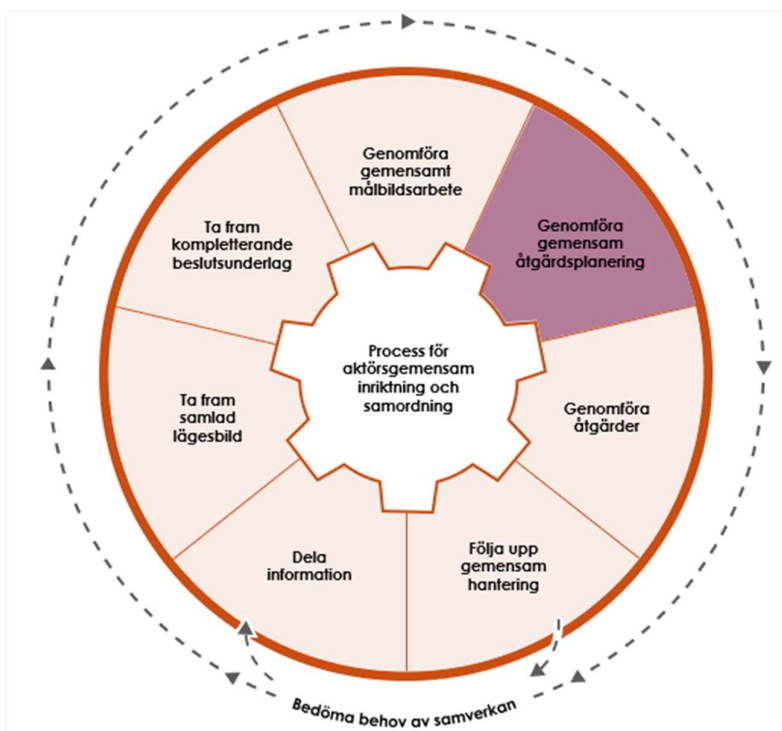 Genomföra
gemensamt
målbildsarbete
Genomföra
gemensam
åtgärdsplanering
Ta fram
kompletterande
beslutsunderlag
Process för
aktörsgemensam
inriktning och
samordning
Ta fram
samlad
lägesbild
Genomföra
åtgärder
Dela
information
Följa upp
gemensam
hantering
Bedöma behov av samverkan